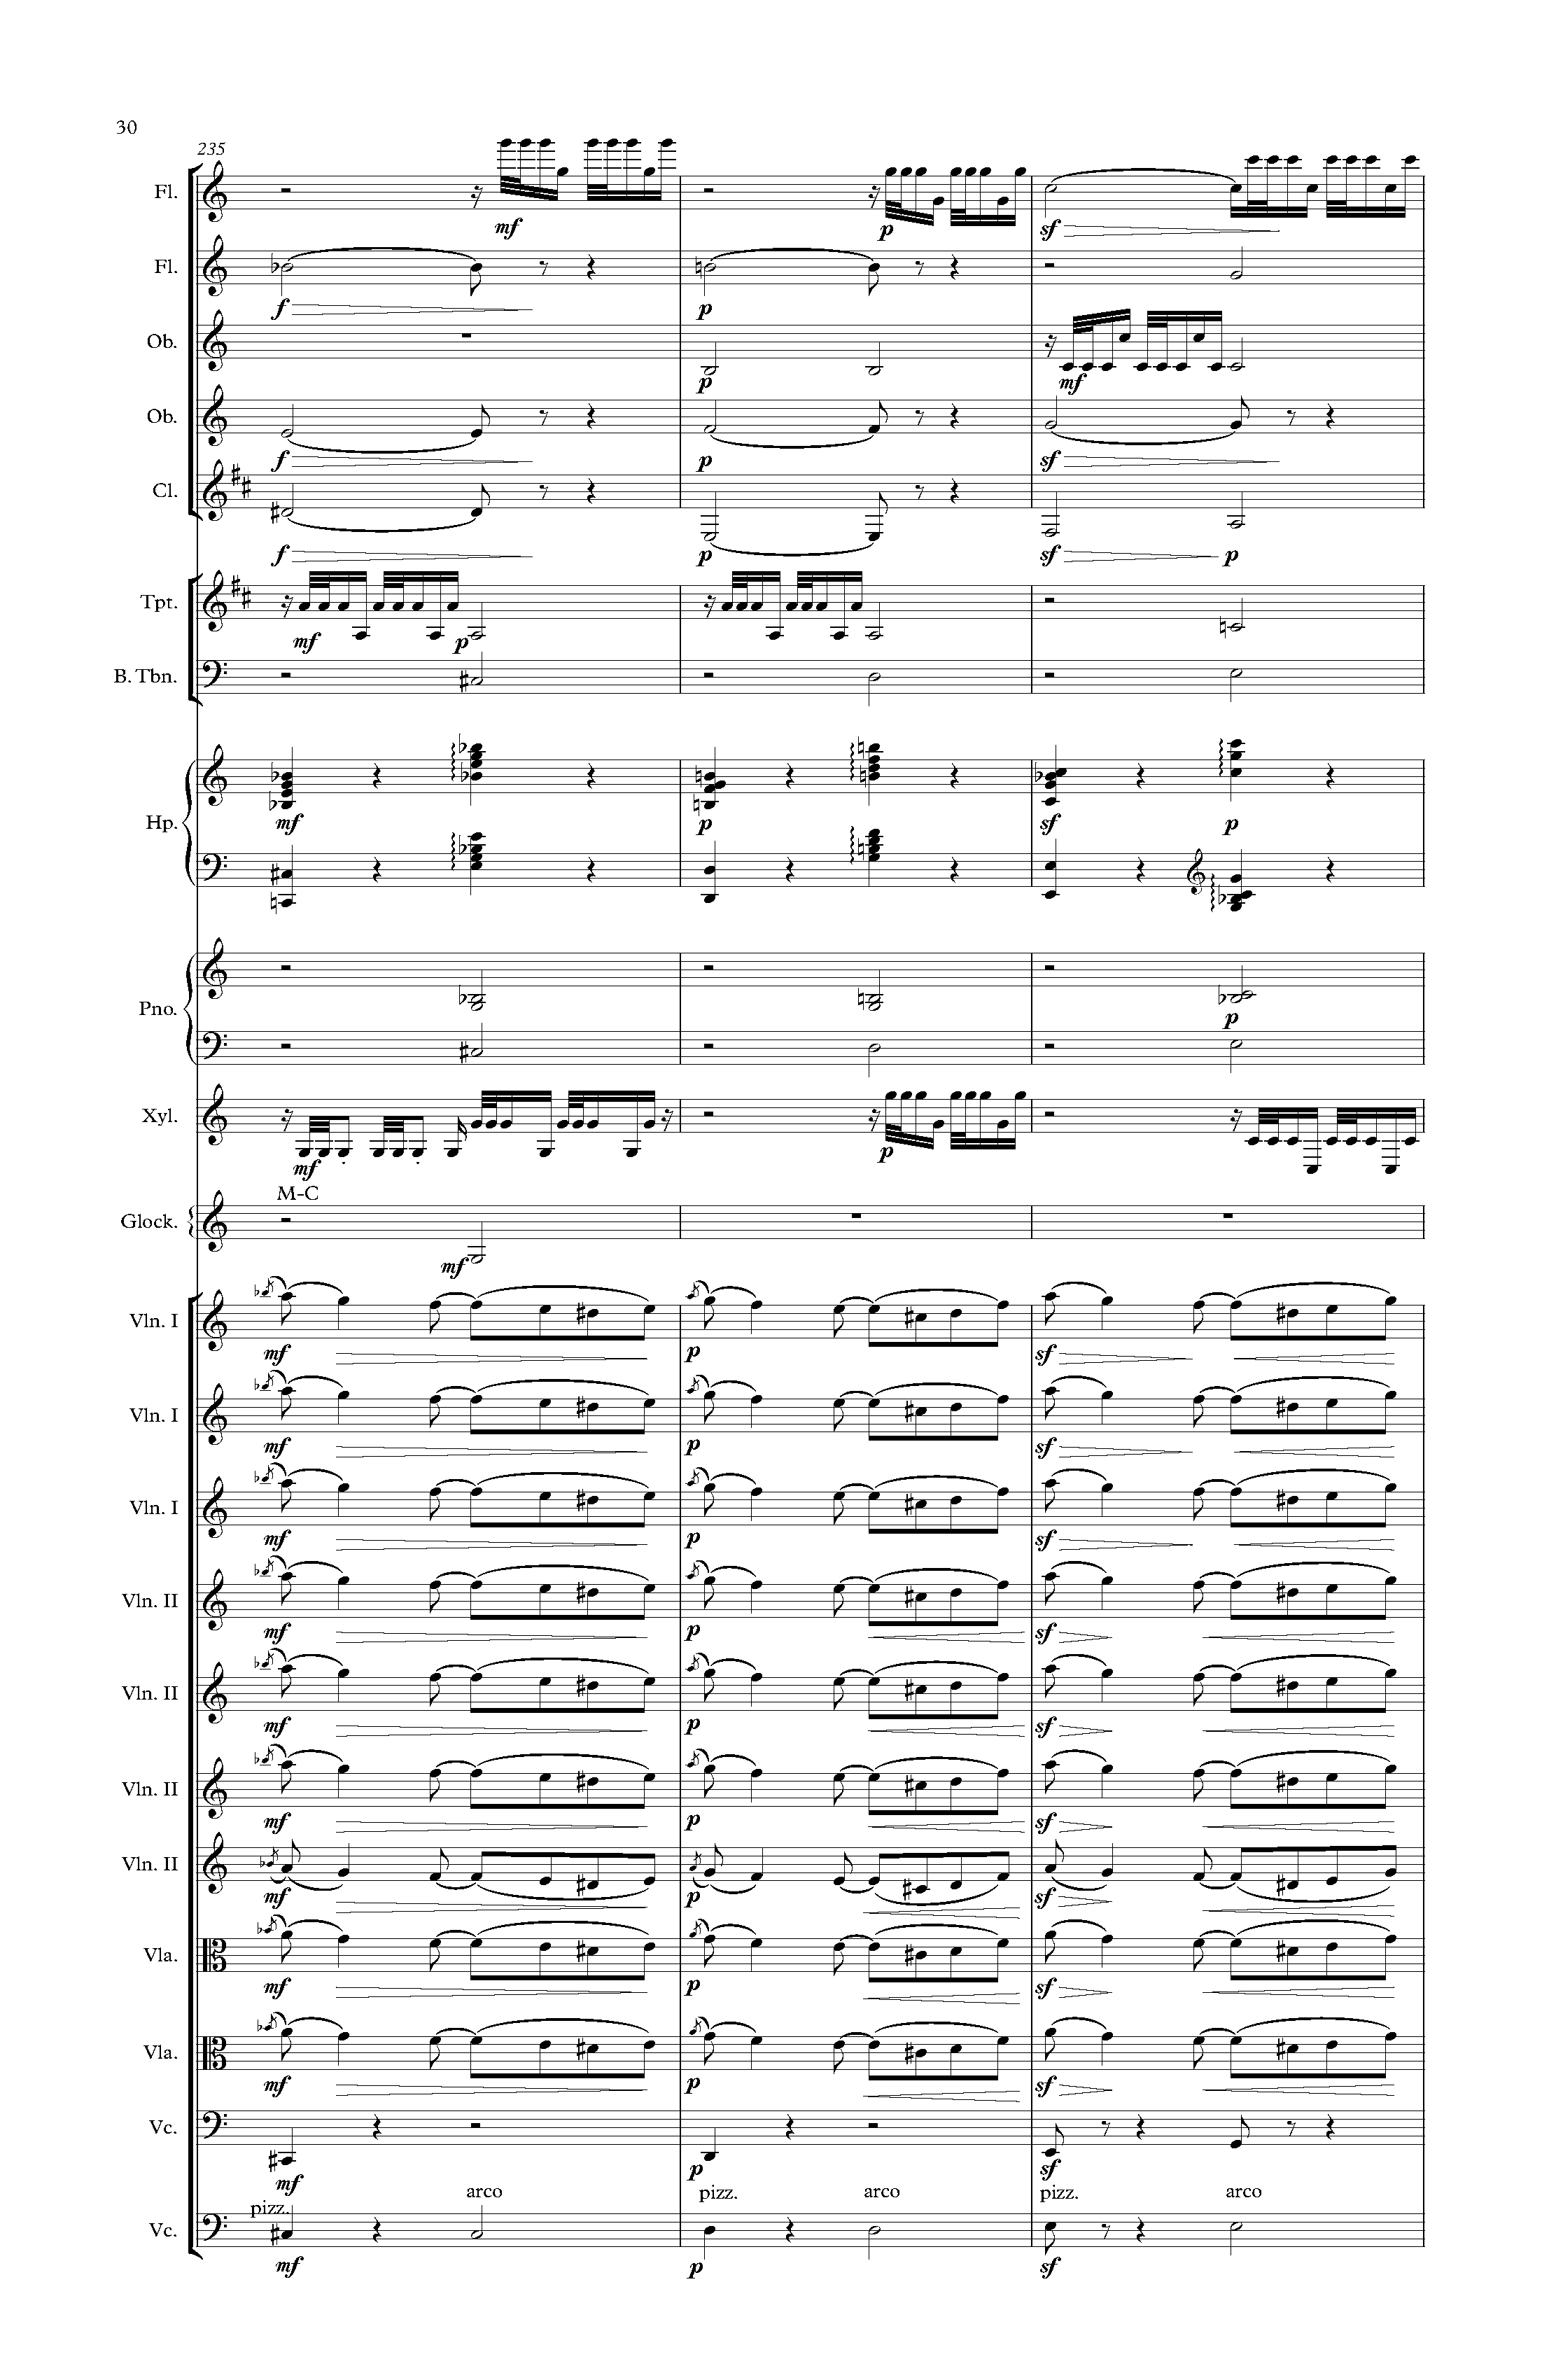 30
235
Fl.
mf
p
sf
Fl.
f
p
Ob.
p
mf
Ob.
f
p
sf
Cl.
f
p
sf
p
Tpt.
mf
p
B. Tbn.
Hp.
mf
p
sf
p
Pno.
p
Xyl.
mf
p
M-C
Glock.
mf
Vln. I
mf
p
sf
Vln. I
mf
p
sf
Vln. I
mf
p
sf
Vln. II
mf
p
sf
Vln. II
mf
p
sf
Vln. II
mf
p
sf
Vln. II
mf
p
sf
Vla.
mf
p
sf
Vla.
mf
p
sf
Vc.
mf
p
sf
pizz. arco pizz. arco pizz. arco
Vc.
mf
p
sf